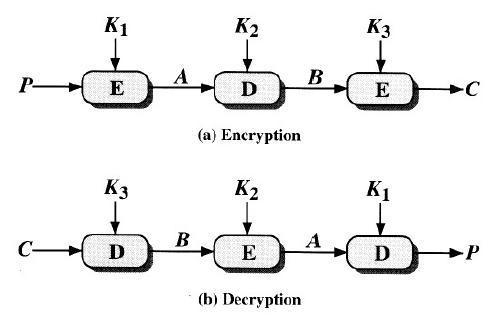 K1 K2 K3
P E A D B E C
(a) Encryption
K3 K2 K1
C D B E A D P
(b) Decryption